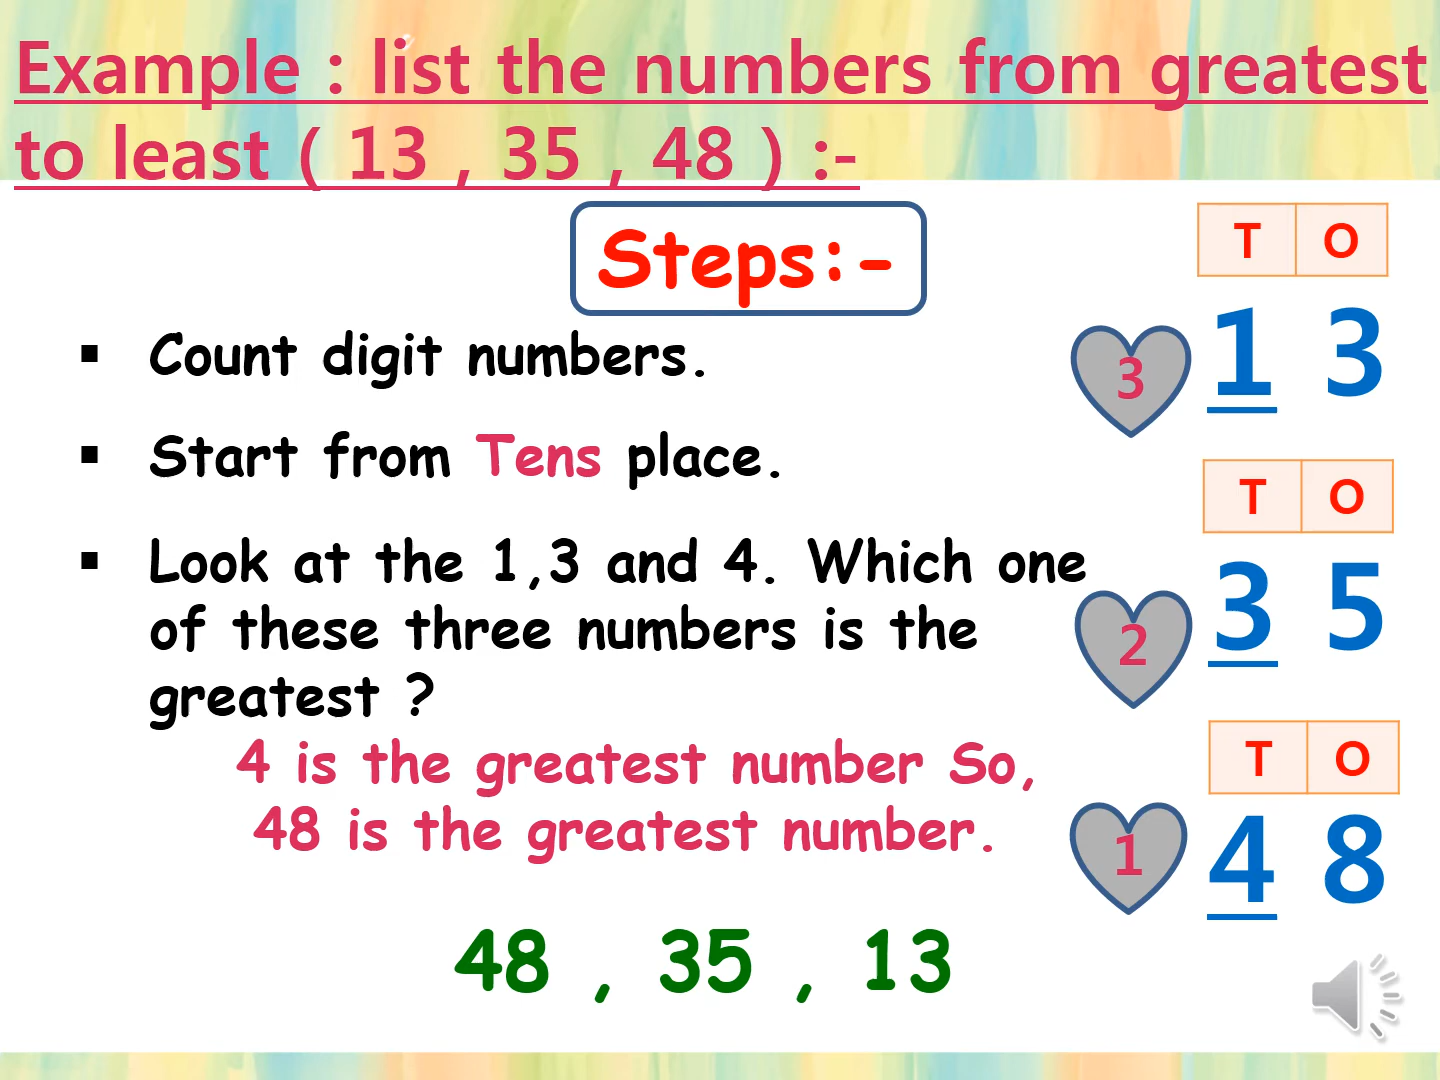 Example : list the numbers from greatest
to least ( 13 , 35 , 48 ) :-
Steps:-
▪ Count digit numbers.
▪ Start from Tens place.
▪ Look at the 1,3 and 4. Which one
of these three numbers is the
greatest ?
4 is the greatest number So,
48 is the greatest number.
48 , 35 , 13
T O
3 1 3
T O
2 3 5
T O
1 4 8